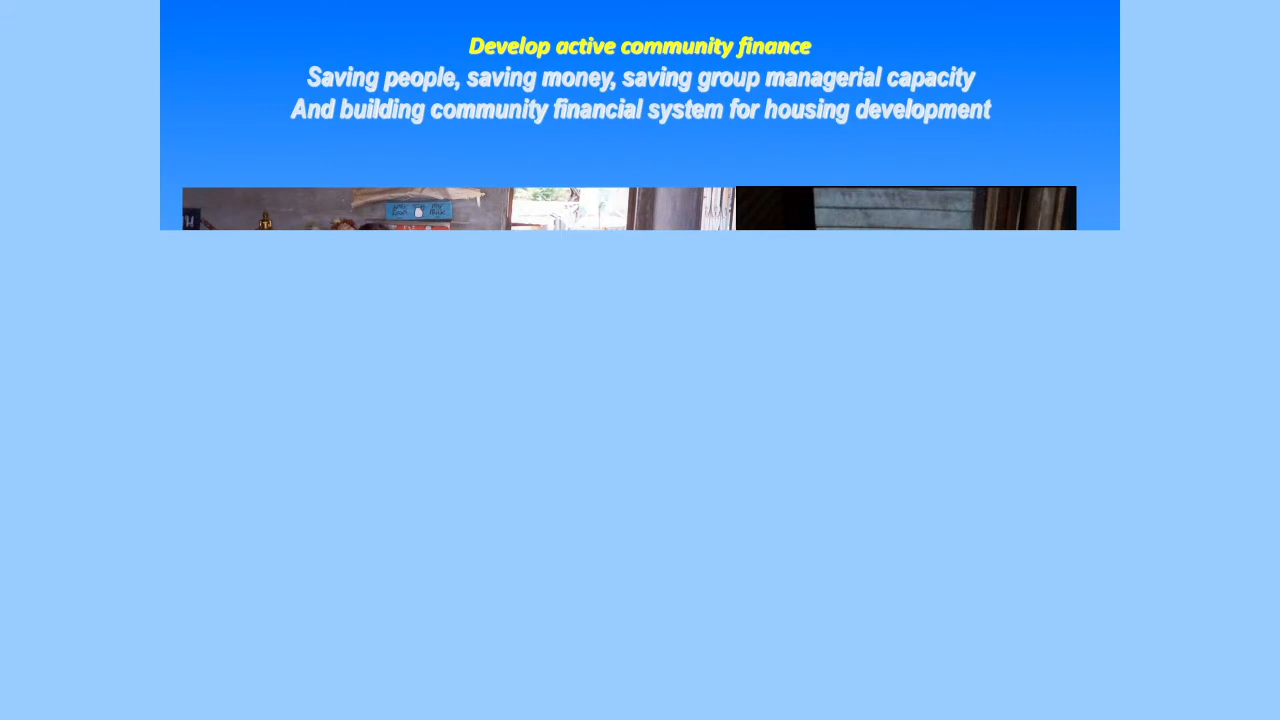 Develop active community finance
Saving people, saving money, saving group managerial capacity
And building community financial system for housing development